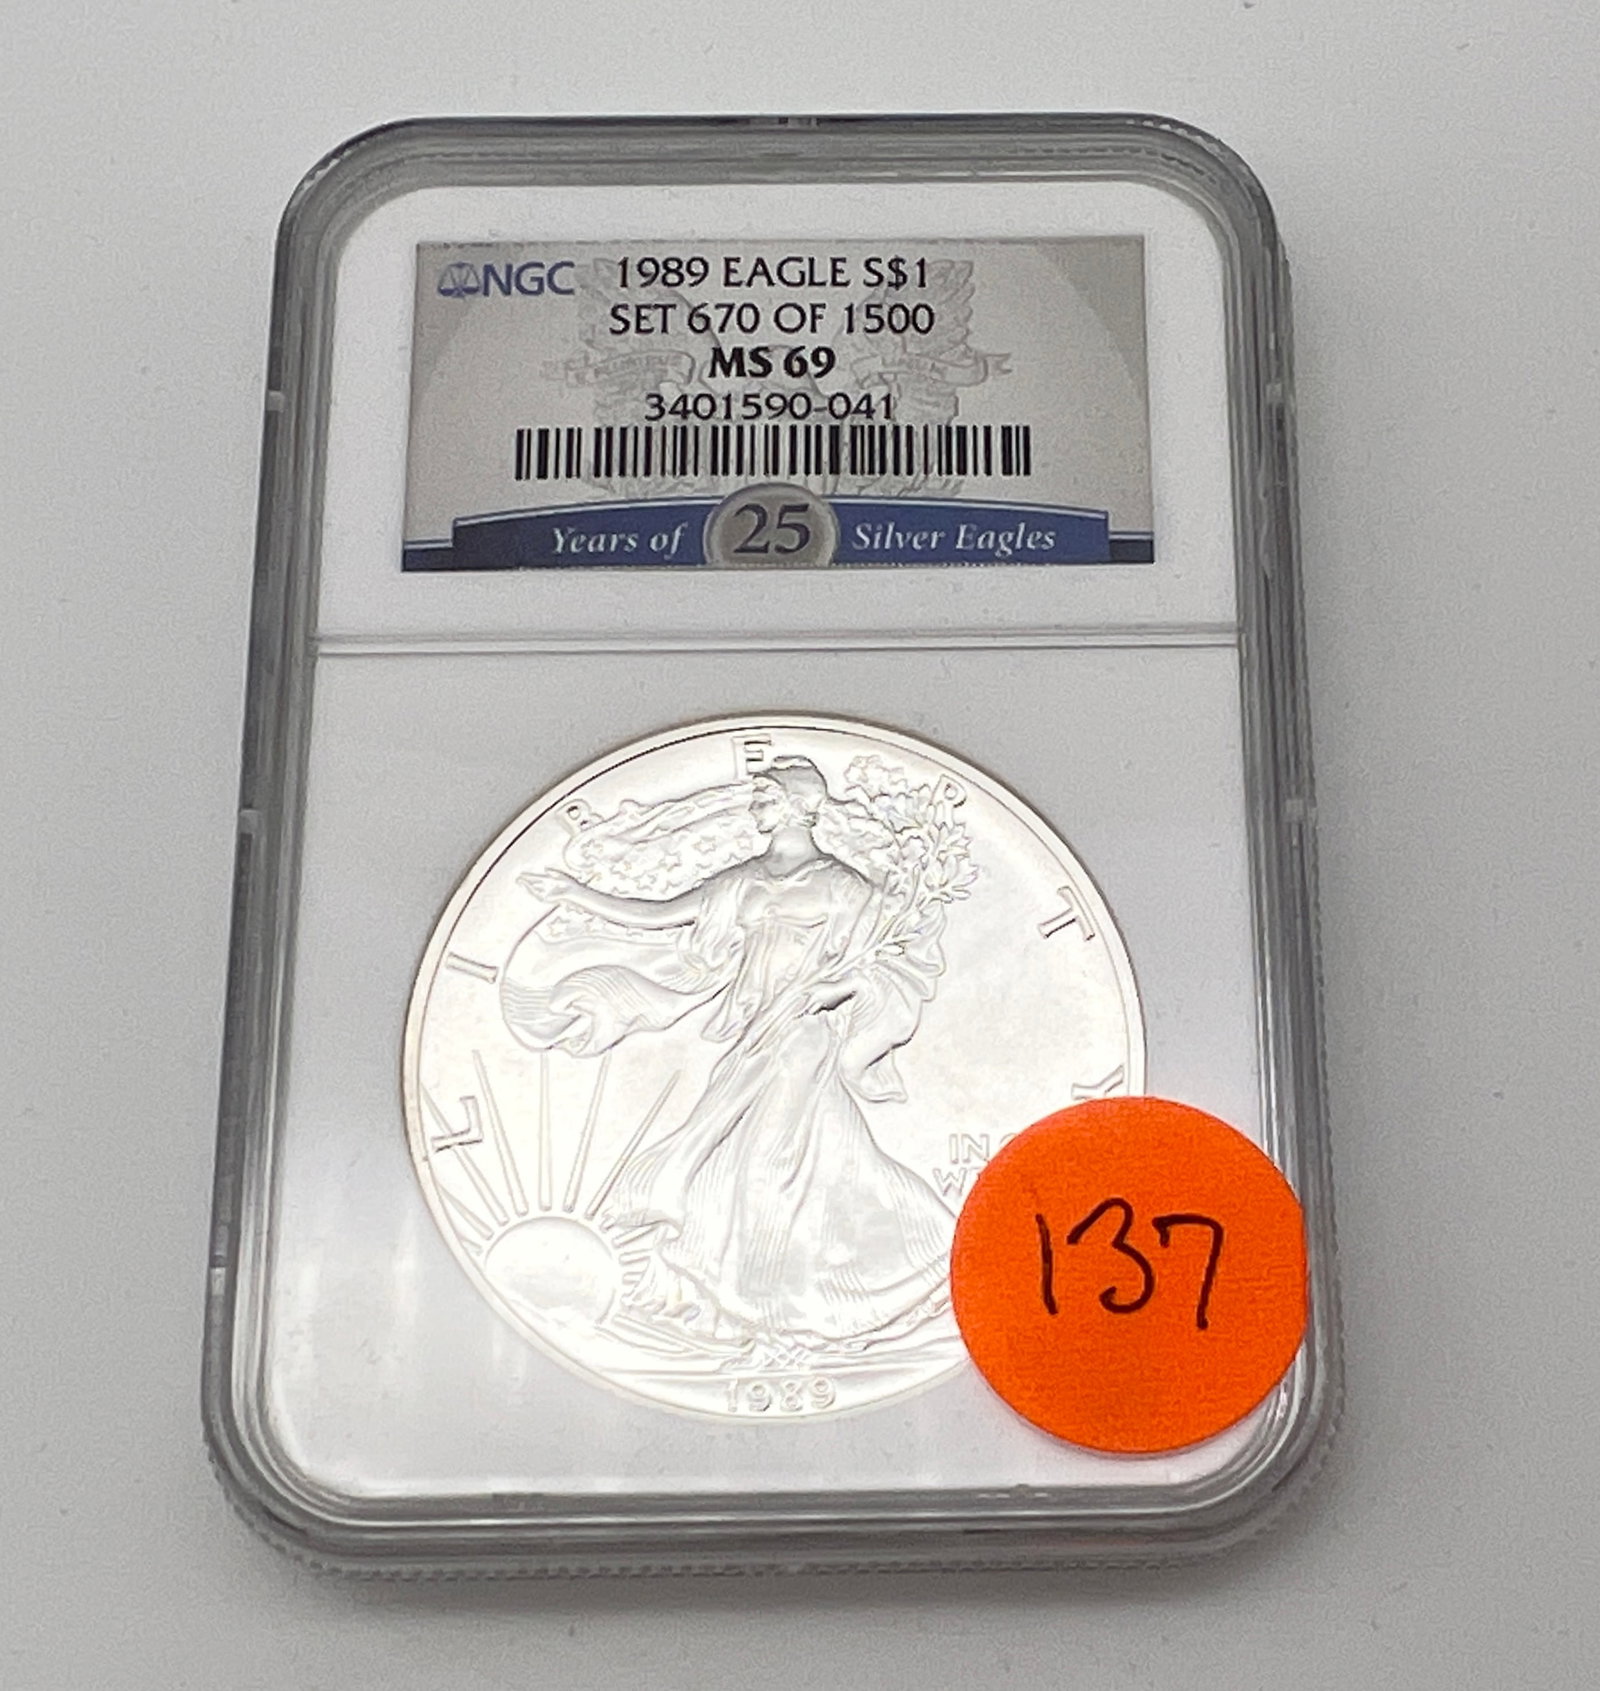 NGC 1989 EAGLE S$1
SET 670 OF 1500
MS 69
3401590-041
Years of 25 Silver Eagles
LIBERTY
IN
1989
137